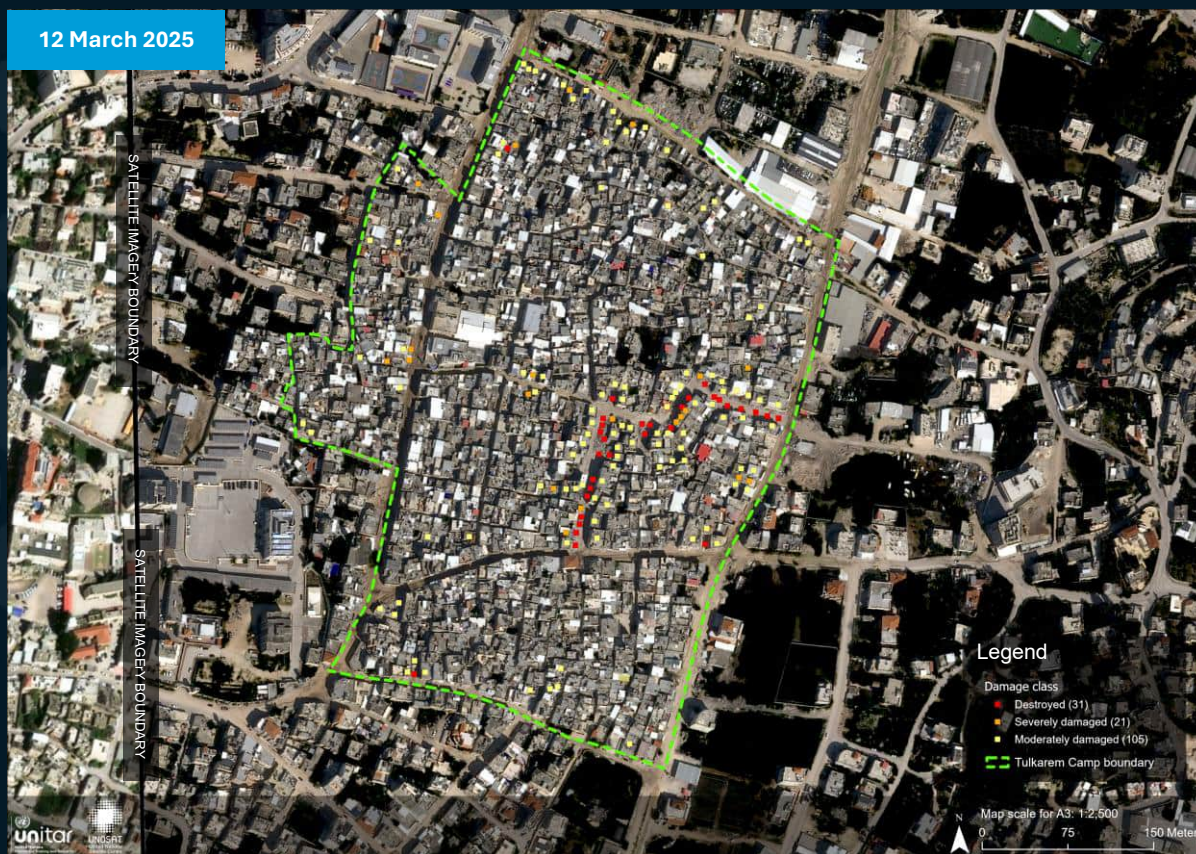 12 March 2025
SATELLITE IMAGErY BOUNDARY
SATELLITE IMAGErY BOUNDARY
Legend
Damage class
Destroyed (31)
Severely damaged (21)
Moderately damaged (105)
Tulkarem Camp boundary
Map scale for A3: 1:2,500
N
0 75 150 Meter
unitar
UNOSAT